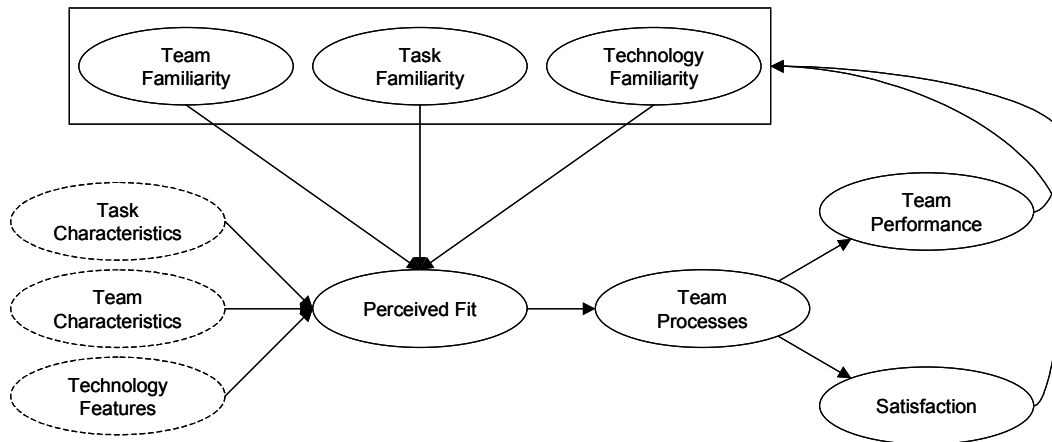 Team
Familiarity
Task
Familiarity
Technology
Familiarity
Task
Characteristics
Team
Characteristics
Technology
Features
Perceived Fit
Team
Processes
Team
Performance
Satisfaction